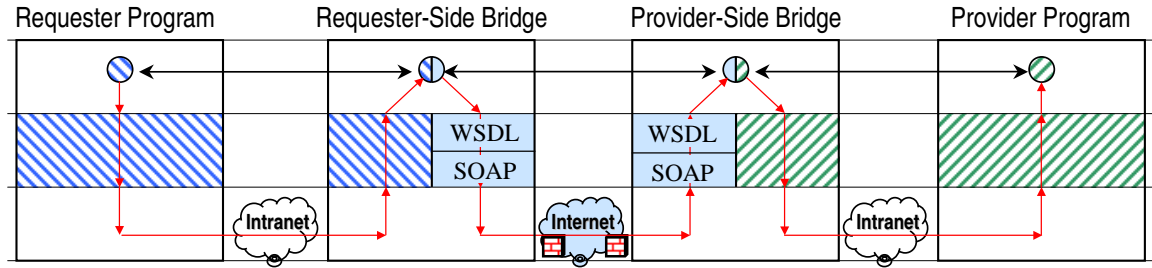 Requester Program
Requester-Side Bridge
Provider-Side Bridge
Provider Program
WSDL
SOAP
WSDL
SOAP
Intranet
Internet
Intranet